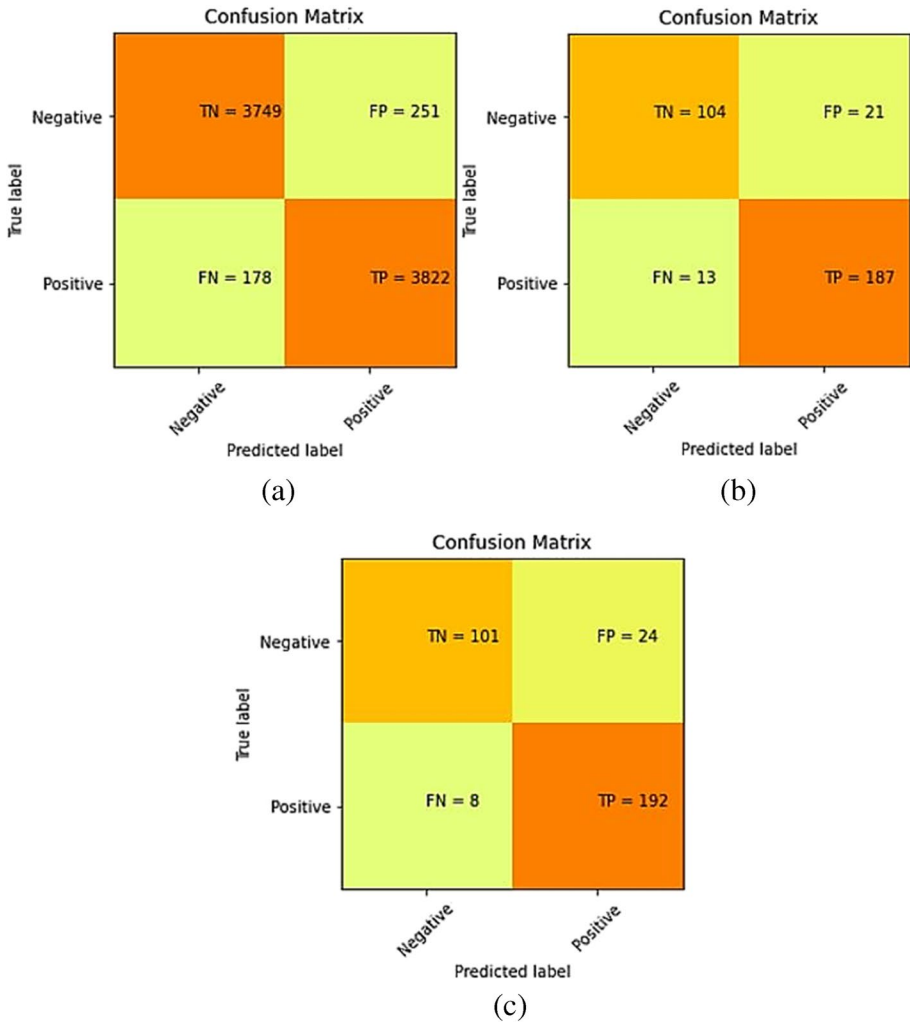 Confusion Matrix
True label
Negative
TN = 3749
FP = 251
Positive
FN = 178
TP = 3822
Negative
Positive
Predicted label
(a)
Confusion Matrix
True label
Negative
TN = 104
FP = 21
Positive
FN = 13
TP = 187
Negative
Positive
Predicted label
(b)
Confusion Matrix
True label
Negative
TN = 101
FP = 24
Positive
FN = 8
TP = 192
Negative
Positive
Predicted label
(c)